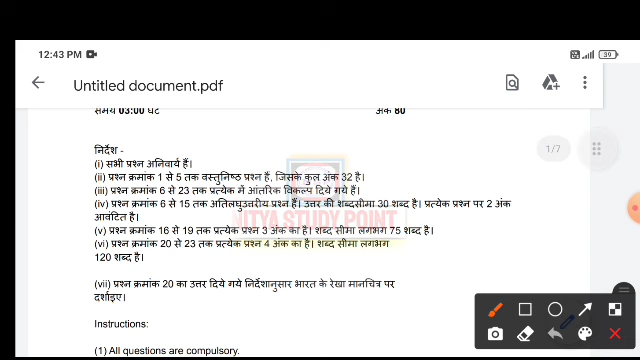 12:43 PM
39
Untitled document.pdf
समय 03:00 घंटे अंक 80
1/7
निर्देश -
(i) सभी प्रश्न अनिवार्य हैं।
(ii) प्रश्न क्रमांक 1 से 5 तक वस्तुनिष्ठ प्रश्न हैं, जिसके कुल अंक 32 है।
(iii) प्रश्न क्रमांक 6 से 23 तक प्रत्येक में आंतरिक विकल्प दिये गये हैं।
(iv) प्रश्न क्रमांक 6 से 15 तक अतिलघुउत्तरीय प्रश्न हैं। उत्तर की शब्दसीमा 30 शब्द है। प्रत्येक प्रश्न पर 2 अंक
आवंटित है।
NITYA STUDY POINT
(v) प्रश्न क्रमांक 16 से 19 तक प्रत्येक प्रश्न 3 अंक का है। शब्द सीमा लगभग 75 शब्द है।
(vi) प्रश्न क्रमांक 20 से 23 तक प्रत्येक प्रश्न 4 अंक का है। शब्द सीमा लगभग
120 शब्द है।
(vii) प्रश्न क्रमांक 20 का उत्तर दिये गये निर्देशानुसार भारत के रेखा मानचित्र पर
दर्शाइए।
Instructions:
(1) All questions are compulsory.